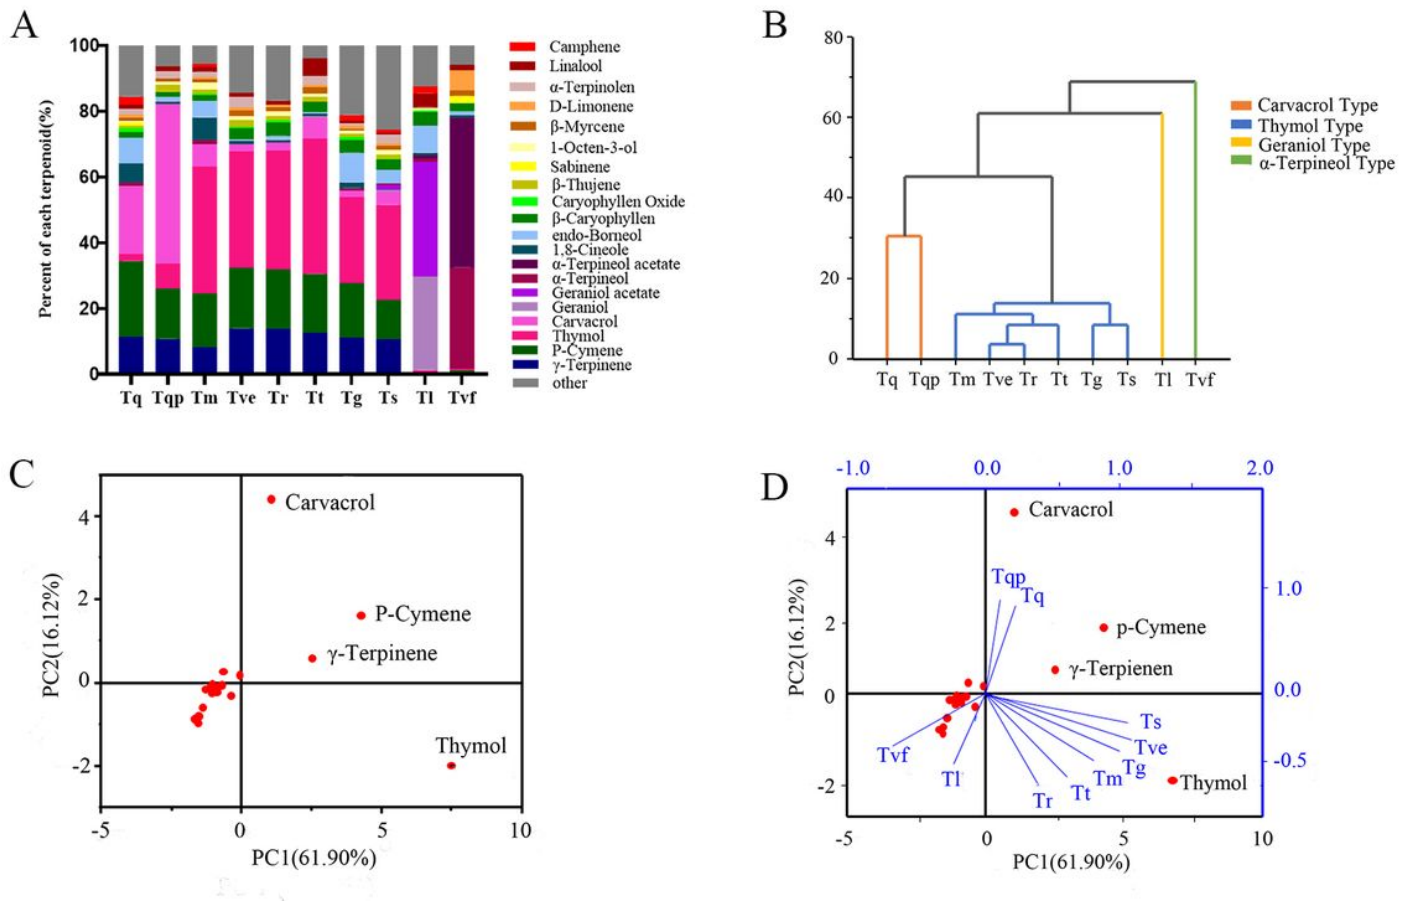 A
Percent of each terpenoid(%)
100
80
60
40
20
0
Tq Tqp Tm Tve Tr Tt Tg Ts Tl Tvf
Camphene
Linalool
α-Terpinolen
D-Limonene
β-Myrcene
1-Octen-3-ol
Sabinene
β-Thujene
Caryophyllen Oxide
β-Caryophyllen
endo-Borneol
1,8-Cineole
α-Terpineol acetate
α-Terpineol
Geraniol acetate
Geraniol
Carvacrol
Thymol
P-Cymene
γ-Terpinene
other
B
80
60
40
20
0
Tq Tqp Tm Tve Tr Tt Tg Ts Tl Tvf
Carvacrol Type
Thymol Type
Geraniol Type
α-Terpineol Type
C
PC2(16.12%)
4
2
0
-2
Carvacrol
P-Cymene
γ-Terpinene
Thymol
-5 0 5 10
PC1(61.90%)
D
-1.0 0.0 1.0 2.0
PC2(16.12%)
4
2
0
-2
Carvacrol
Tqp
Tq
p-Cymene
γ-Terpienen
Ts
Tve
Tg
Tm
Tt
Tr
Tl
Tvf
Thymol
1.0
0.0
-0.5
-5 0 5 10
PC1(61.90%)